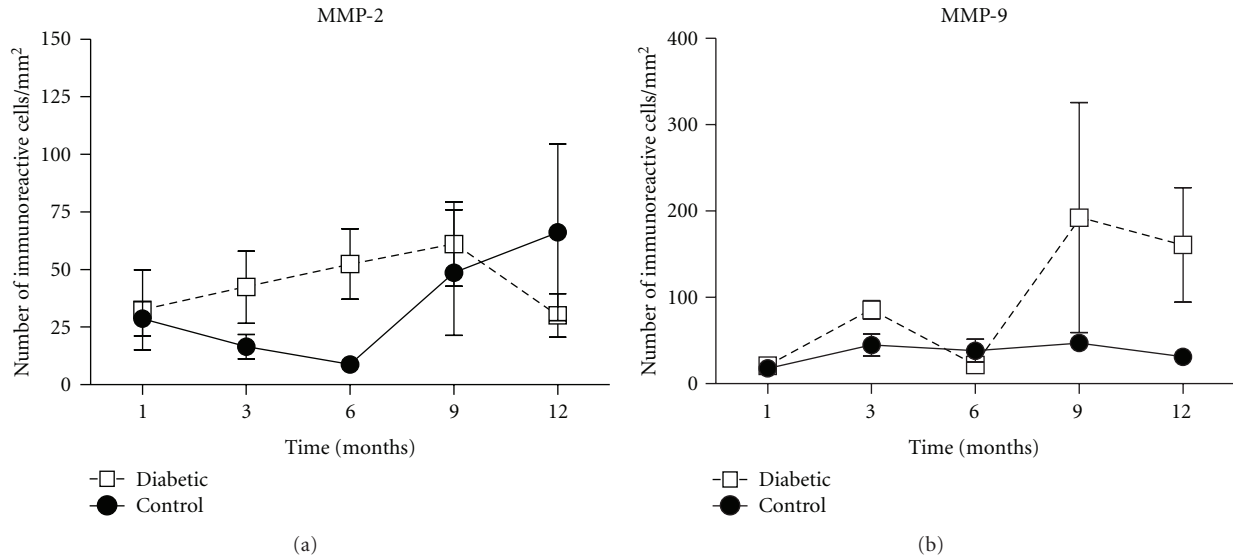 MMP-2
Number of immunoreactive cells/mm²
150
125
100
75
50
25
0
1 3 6 9 12
Time (months)
Diabetic
Control
(a)
MMP-9
Number of immunoreactive cells/mm²
400
300
200
100
0
1 3 6 9 12
Time (months)
Diabetic
Control
(b)